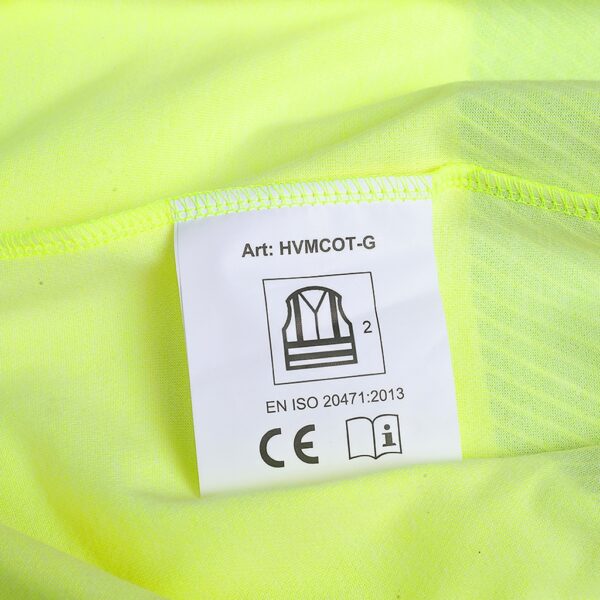 Art: HVMCOT-G
2
EN ISO 20471:2013
CE
i